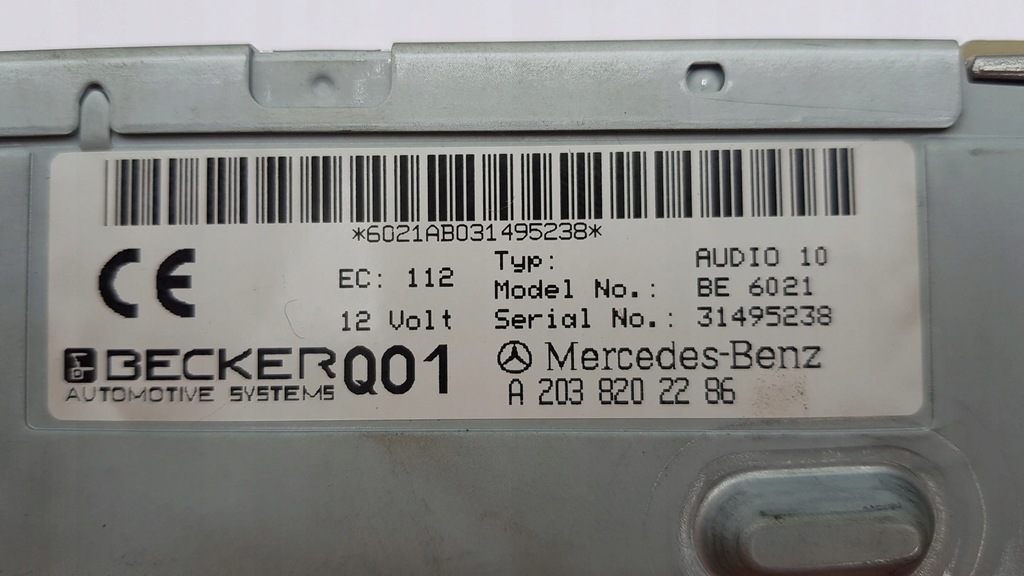 *6021AB031495238*
CE
EC: 112
12 Volt
Typ: AUDIO 10
Model No.: BE 6021
Serial No.: 31495238
BECKER Q01
AUTOMOTIVE SYSTEMS
Mercedes-Benz
A 203 820 22 86